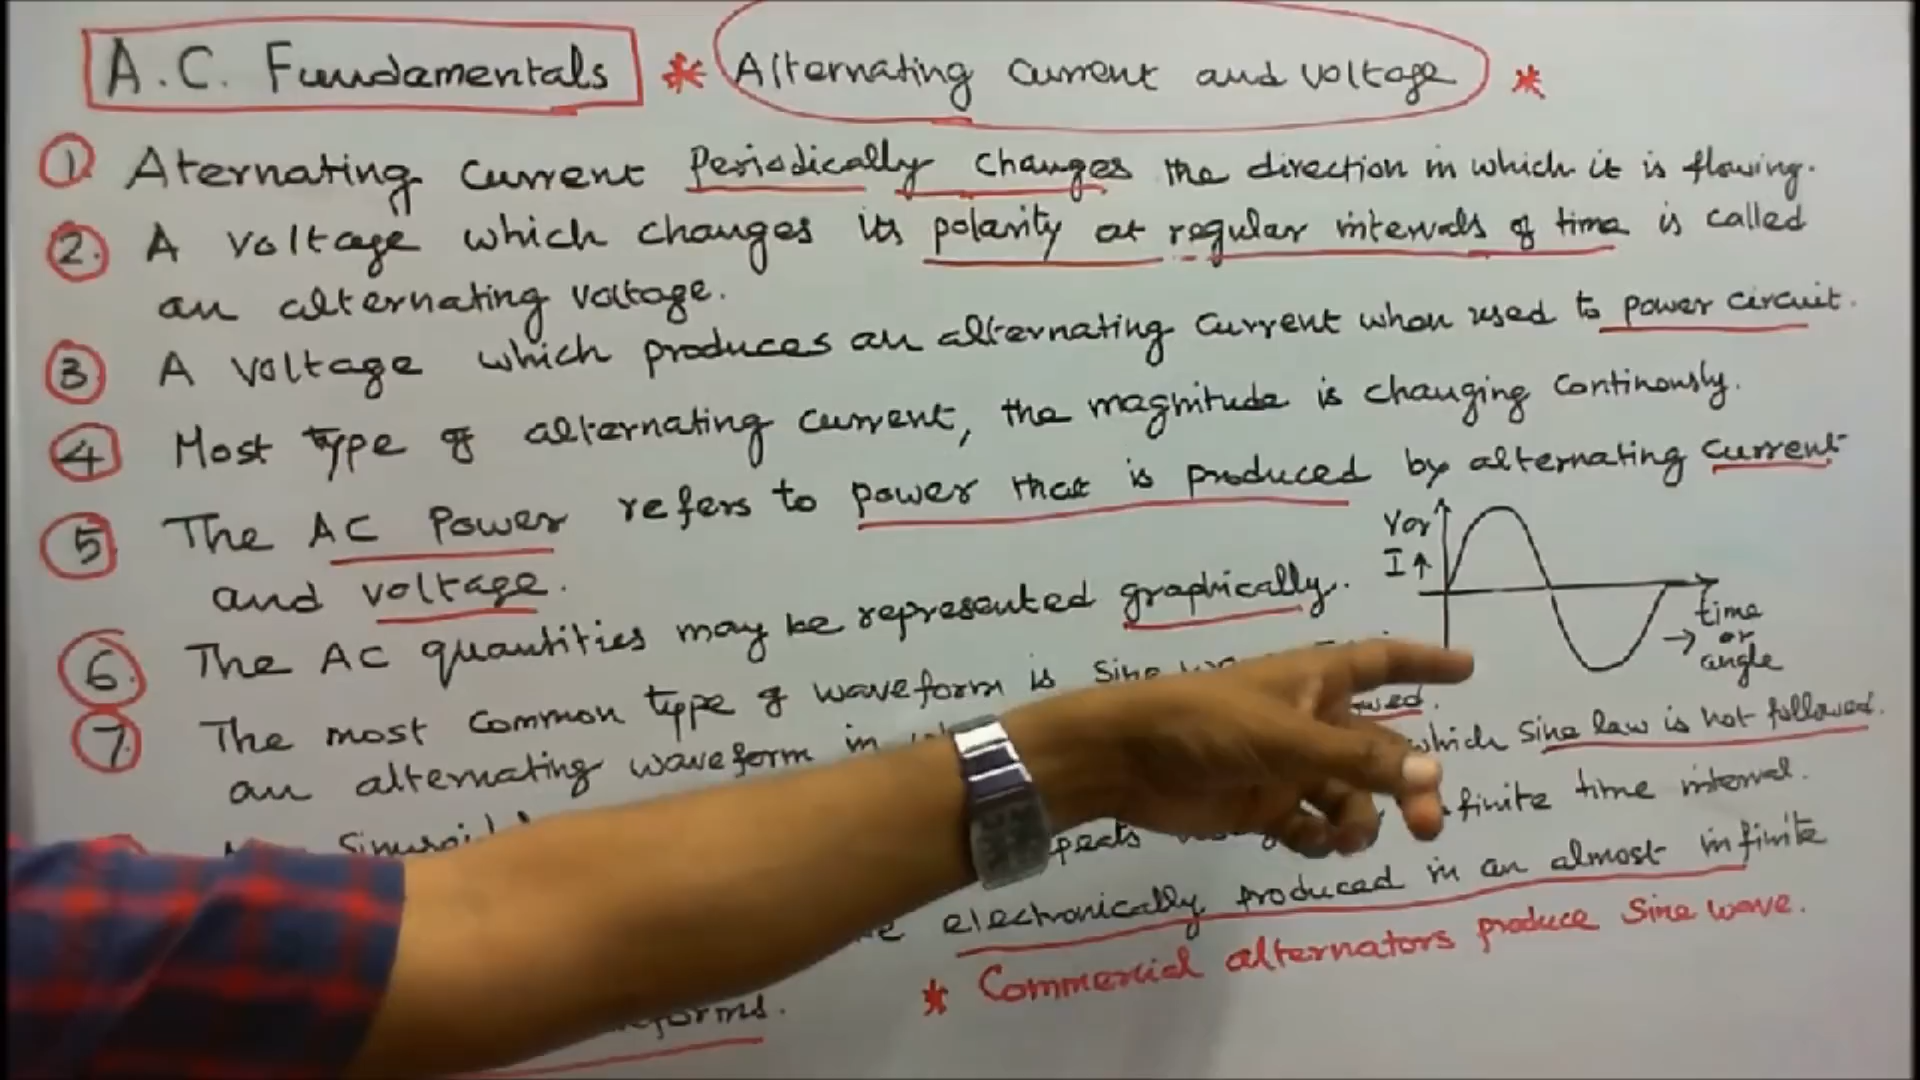 A.C. Fundamentals * Alternating current and voltage *
① Aternating current Periodically changes the direction in which it is flowing.
② A voltage which changes its polarity at regular intervals of time is called
an alternating voltage.
③ A voltage which produces an alternating current when used to power circuit.
④ Most type of alternating current, the magnitude is changing continously.
⑤ The AC Power refers to power that is produced by alternating current
and voltage.
V or
I ↑
time
→ or
angle
⑥ The AC quantities may be represented graphically.
⑦ The most common type of waveform is Sine
an alternating waveform in
which sine law is not followed.
finite time interval.
electronically produced in an almost infinite
* Commercial alternators produce Sine wave.